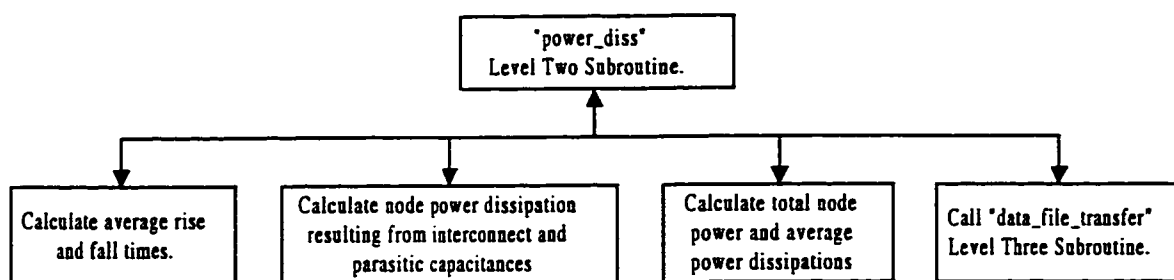 "power_diss"
Level Two Subroutine.
Calculate average rise
and fall times.
Calculate node power dissipation
resulting from interconnect and
parasitic capacitances
Calculate total node
power and average
power dissipations
Call "data_file_transfer"
Level Three Subroutine.